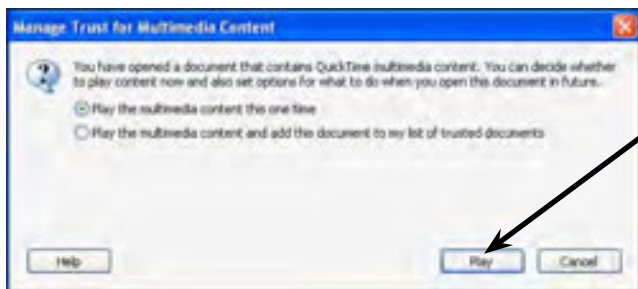 Manage Trust for Multimedia Content
You have opened a document that contains QuickTime multimedia content. You can decide whether
to play content now and also set options for what to do when you open this document in future.
Play the multimedia content this one time
Play the multimedia content and add this document to my list of trusted documents
Help Play Cancel